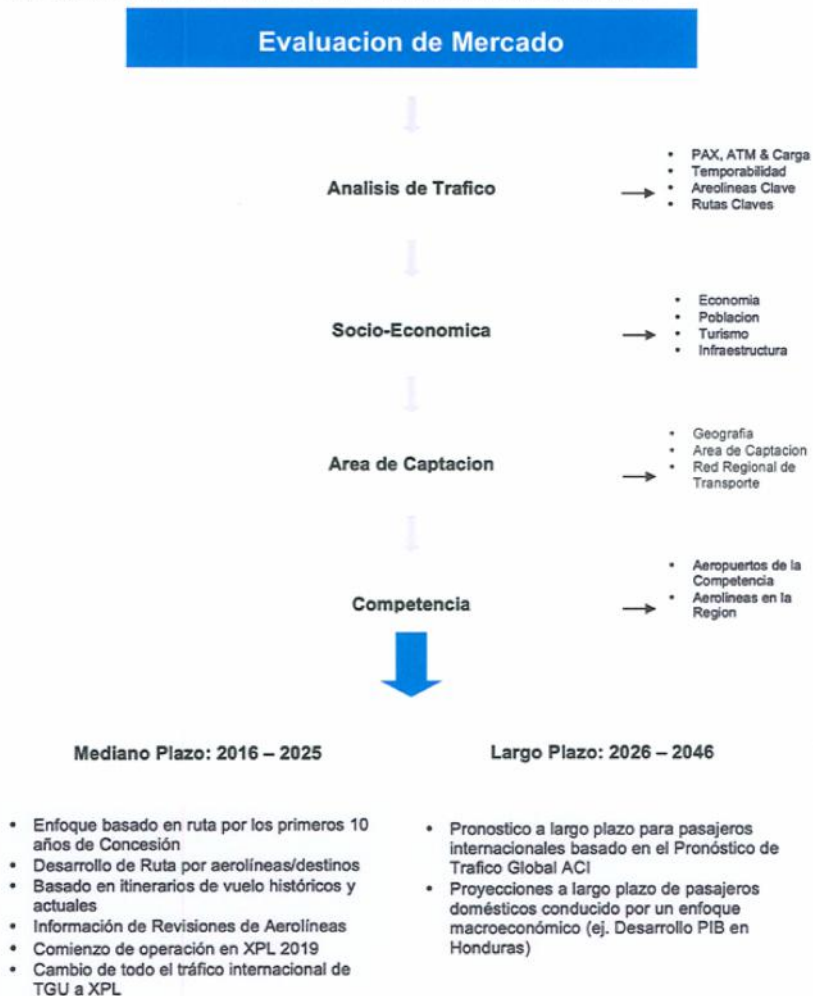 Evaluacion de Mercado
Analisis de Trafico
• PAX, ATM & Carga
• Temporabilidad
• Areolineas Clave
• Rutas Claves
Socio-Economica
• Economia
• Poblacion
• Turismo
• Infraestructura
Area de Captacion
• Geografia
• Area de Captacion
• Red Regional de
Transporte
Competencia
• Aeropuertos de la
Competencia
• Aerolineas en la
Region
Mediano Plazo: 2016 – 2025
• Enfoque basado en ruta por los primeros 10
años de Concesión
• Desarrollo de Ruta por aerolíneas/destinos
• Basado en itinerarios de vuelo históricos y
actuales
• Información de Revisiones de Aerolíneas
• Comienzo de operación en XPL 2019
• Cambio de todo el tráfico internacional de
TGU a XPL
Largo Plazo: 2026 – 2046
• Pronostico a largo plazo para pasajeros
internacionales basado en el Pronóstico de
Trafico Global ACI
• Proyecciones a largo plazo de pasajeros
domésticos conducido por un enfoque
macroeconómico (ej. Desarrollo PIB en
Honduras)